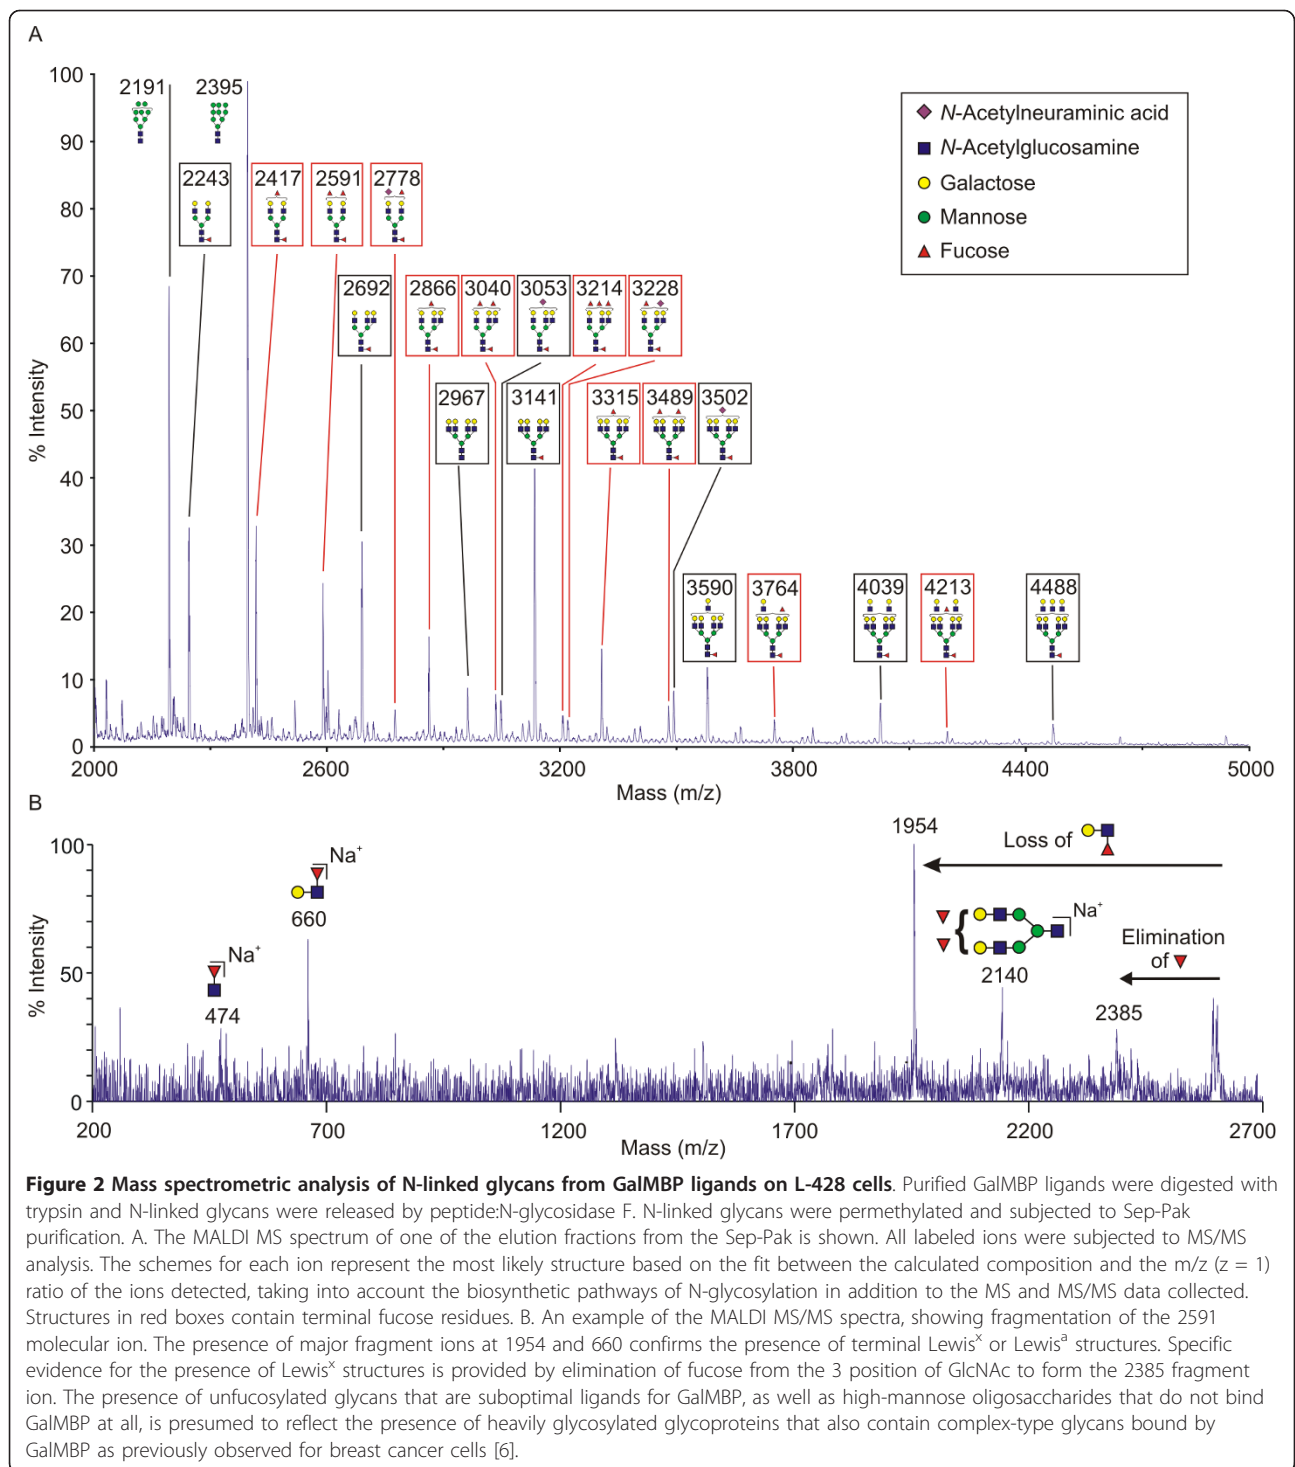 A
2191 2395
N-Acetylneuraminic acid
N-Acetylglucosamine
Galactose
Mannose
Fucose
2243 2417 2591 2778
2692 2866 3040 3053 3214 3228
2967 3141 3315 3489 3502
3590 3764 4039 4213 4488
100
90
80
70
60
50
40
30
20
10
0
% Intensity
2000 2600 3200 3800 4400 5000
Mass (m/z)
B
1954
Loss of
Na+
660
Na+
474
Na+
2140
Elimination
of
2385
100
50
0
% Intensity
200 700 1200 1700 2200 2700
Mass (m/z)
Figure 2 Mass spectrometric analysis of N-linked glycans from GalMBP ligands on L-428 cells. Purified GalMBP ligands were digested with
trypsin and N-linked glycans were released by peptide:N-glycosidase F. N-linked glycans were permethylated and subjected to Sep-Pak
purification. A. The MALDI MS spectrum of one of the elution fractions from the Sep-Pak is shown. All labeled ions were subjected to MS/MS
analysis. The schemes for each ion represent the most likely structure based on the fit between the calculated composition and the m/z (z = 1)
ratio of the ions detected, taking into account the biosynthetic pathways of N-glycosylation in addition to the MS and MS/MS data collected.
Structures in red boxes contain terminal fucose residues. B. An example of the MALDI MS/MS spectra, showing fragmentation of the 2591
molecular ion. The presence of major fragment ions at 1954 and 660 confirms the presence of terminal Lewisx or Lewisa structures. Specific
evidence for the presence of Lewisx structures is provided by elimination of fucose from the 3 position of GlcNAc to form the 2385 fragment
ion. The presence of unfucosylated glycans that are suboptimal ligands for GalMBP, as well as high-mannose oligosaccharides that do not bind
GalMBP at all, is presumed to reflect the presence of heavily glycosylated glycoproteins that also contain complex-type glycans bound by
GalMBP as previously observed for breast cancer cells [6].